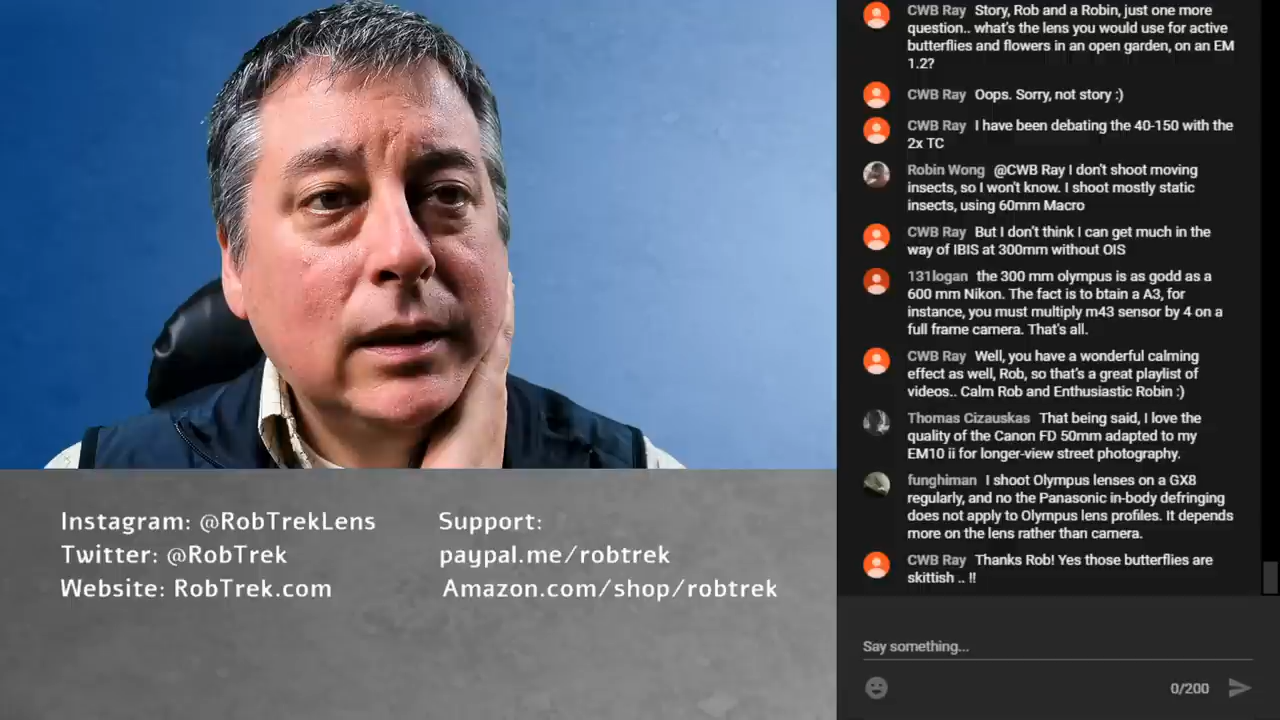 Instagram: @RobTrekLens
Twitter: @RobTrek
Website: RobTrek.com
Support:
paypal.me/robtrek
Amazon.com/shop/robtrek
CWB Ray Story, Rob and a Robin, just one more
question.. what's the lens you would use for active
butterflies and flowers in an open garden, on an EM
1.2?
CWB Ray Oops. Sorry, not story :)
CWB Ray I have been debating the 40-150 with the
2x TC
Robin Wong @CWB Ray I don't shoot moving
insects, so I won't know. I shoot mostly static
insects, using 60mm Macro
CWB Ray But I don't think I can get much in the
way of IBIS at 300mm without OIS
131logan the 300 mm olympus is as godd as a
600 mm Nikon. The fact is to btain a A3, for
instance, you must multiply m43 sensor by 4 on a
full frame camera. That's all.
CWB Ray Well, you have a wonderful calming
effect as well, Rob, so that's a great playlist of
videos.. Calm Rob and Enthusiastic Robin :)
Thomas Cizauskas That being said, I love the
quality of the Canon FD 50mm adapted to my
EM10 ii for longer-view street photography.
funghiman I shoot Olympus lenses on a GX8
regularly, and no the Panasonic in-body defringing
does not apply to Olympus lens profiles. It depends
more on the lens rather than camera.
CWB Ray Thanks Rob! Yes those butterflies are
skittish .. !!
Say something...
0/200